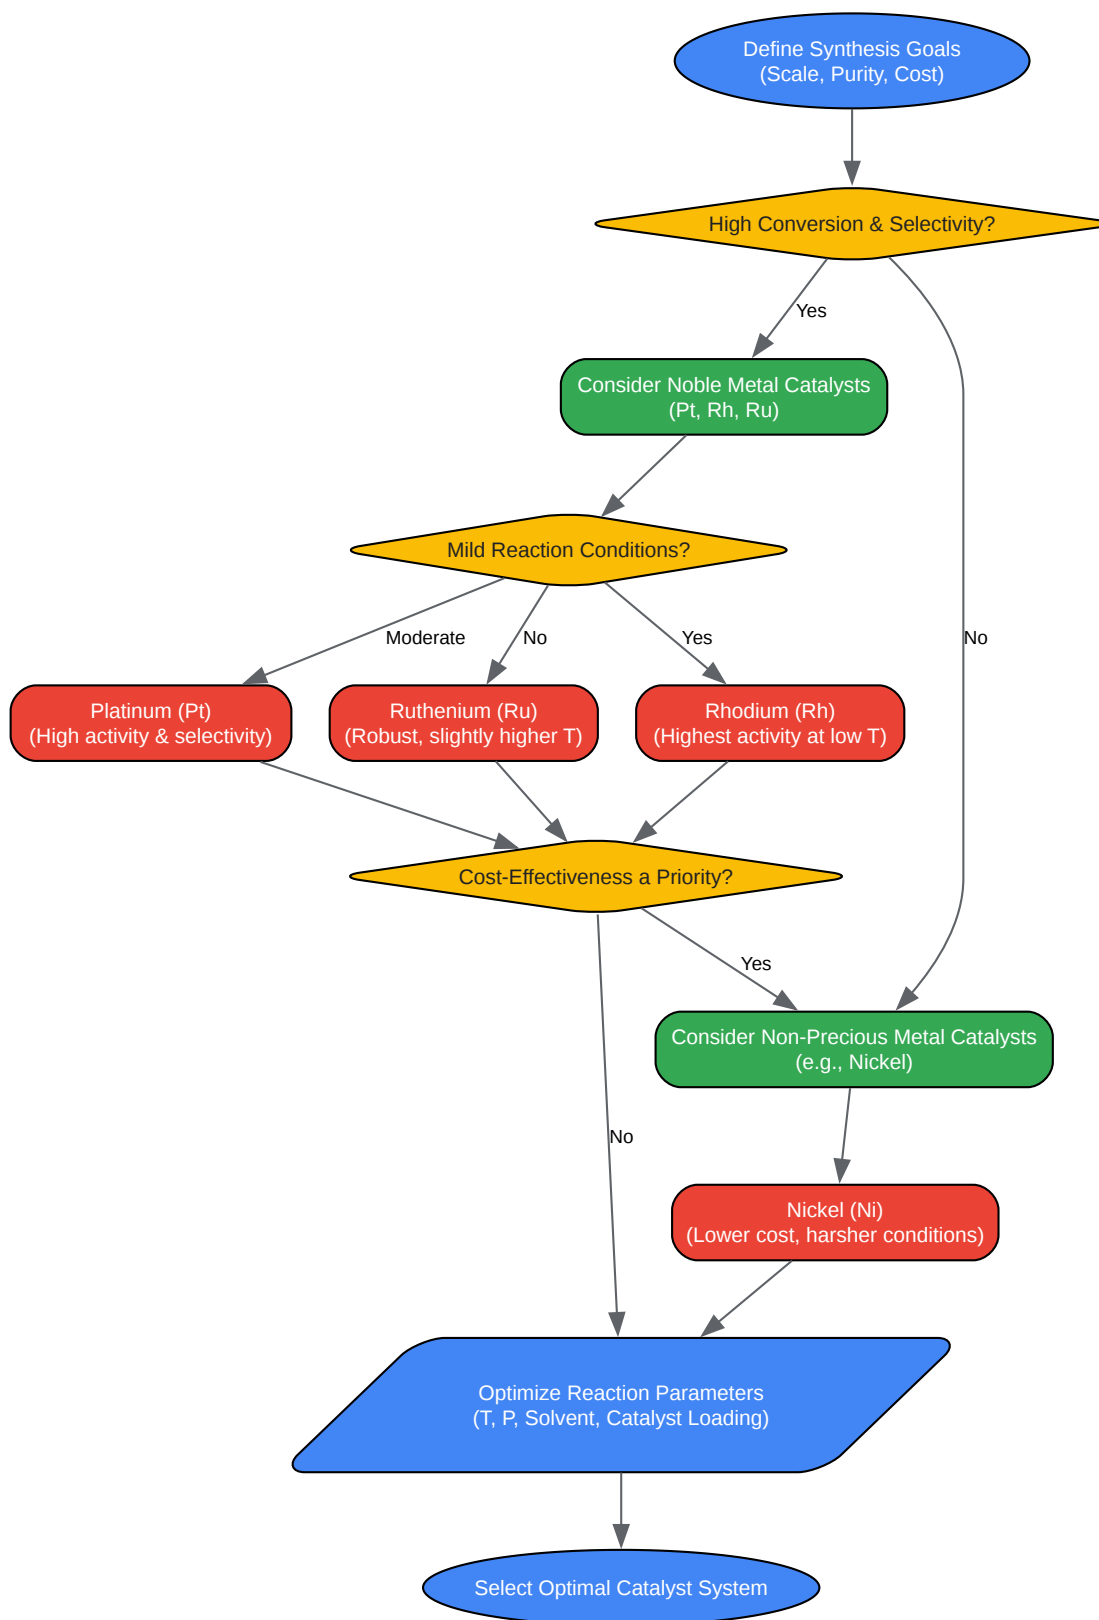 Define Synthesis Goals
(Scale, Purity, Cost)
High Conversion & Selectivity?
Yes
Consider Noble Metal Catalysts
(Pt, Rh, Ru)
Mild Reaction Conditions?
Moderate
No
Yes
No
Platinum (Pt)
(High activity & selectivity)
Ruthenium (Ru)
(Robust, slightly higher T)
Rhodium (Rh)
(Highest activity at low T)
Cost-Effectiveness a Priority?
Yes
Consider Non-Precious Metal Catalysts
(e.g., Nickel)
No
Nickel (Ni)
(Lower cost, harsher conditions)
Optimize Reaction Parameters
(T, P, Solvent, Catalyst Loading)
Select Optimal Catalyst System